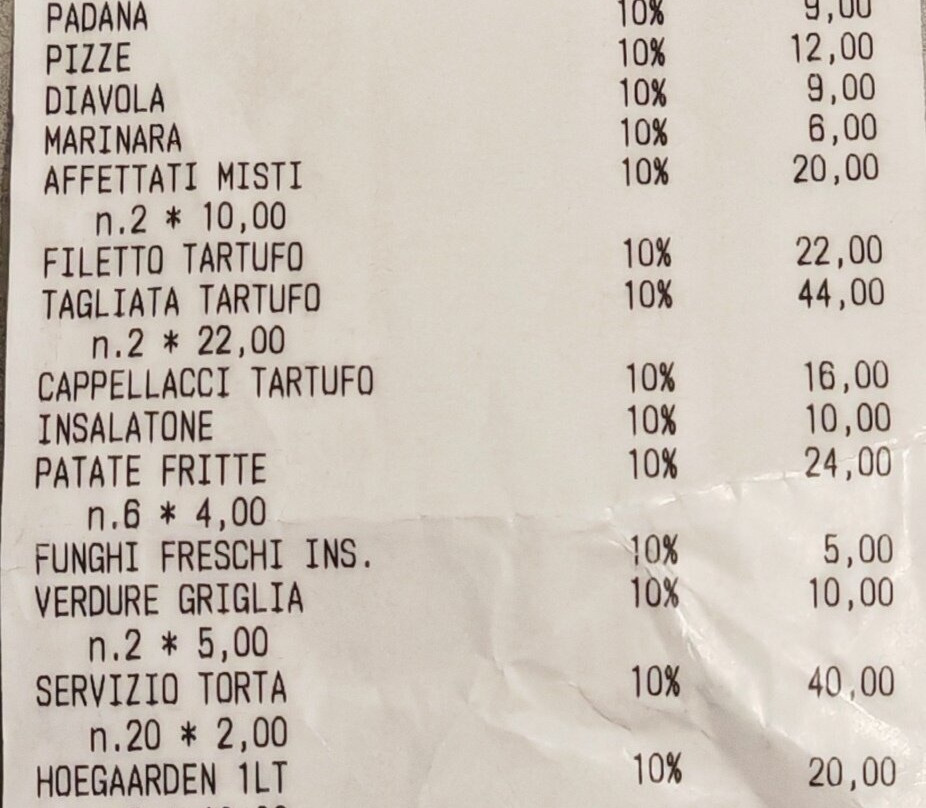 PADANA 10% 9,00
PIZZE 10% 12,00
DIAVOLA 10% 9,00
MARINARA 10% 6,00
AFFETTATI MISTI 10% 20,00
n.2 * 10,00
FILETTO TARTUFO 10% 22,00
TAGLIATA TARTUFO 10% 44,00
n.2 * 22,00
CAPPELLACCI TARTUFO 10% 16,00
INSALATONE 10% 10,00
PATATE FRITTE 10% 24,00
n.6 * 4,00
FUNGHI FRESCHI INS. 10% 5,00
VERDURE GRIGLIA 10% 10,00
n.2 * 5,00
SERVIZIO TORTA 10% 40,00
n.20 * 2,00
HOEGAARDEN 1LT 10% 20,00